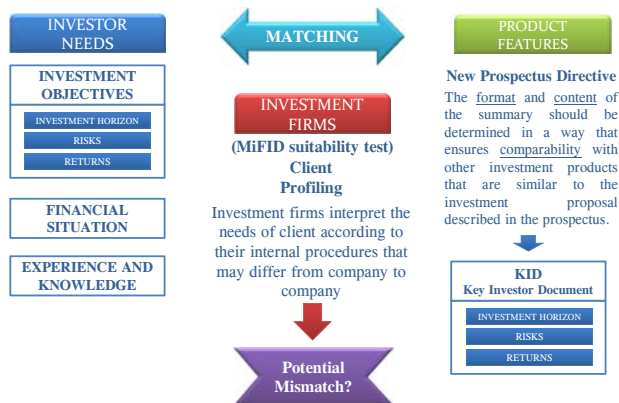 INVESTOR
NEEDS
INVESTMENT
OBJECTIVES
INVESTMENT HORIZON
RISKS
RETURNS
FINANCIAL
SITUATION
EXPERIENCE AND
KNOWLEDGE
MATCHING
INVESTMENT
FIRMS
(MiFID suitability test)
Client
Profiling
Investment firms interpret the
needs of client according to
their internal procedures that
may differ from company to
company
Potential
Mismatch?
PRODUCT
FEATURES
New Prospectus Directive
The format and content of
the summary should be
determined in a way that
ensures comparability with
other investment products
that are similar to the
investment proposal
described in the prospectus.
KID
Key Investor Document
INVESTMENT HORIZON
RISKS
RETURNS